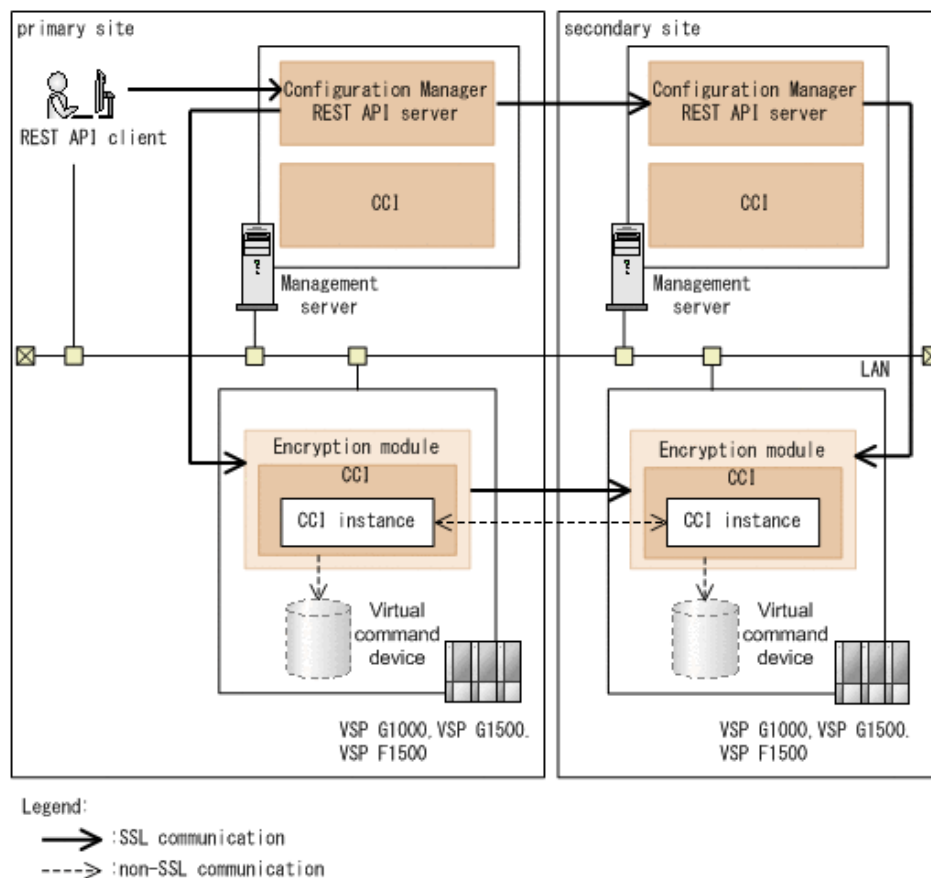 primary site
REST API client
Configuration Manager
REST API server
CCI
Management
server
secondary site
Configuration Manager
REST API server
CCI
Management
server
LAN
Encryption module
CCI
CCI instance
Virtual
command
device
VSP G1000, VSP G1500.
VSP F1500
Encryption module
CCI
CCI instance
Virtual
command
device
VSP G1000, VSP G1500.
VSP F1500
Legend:
:SSL communication
:non-SSL communication